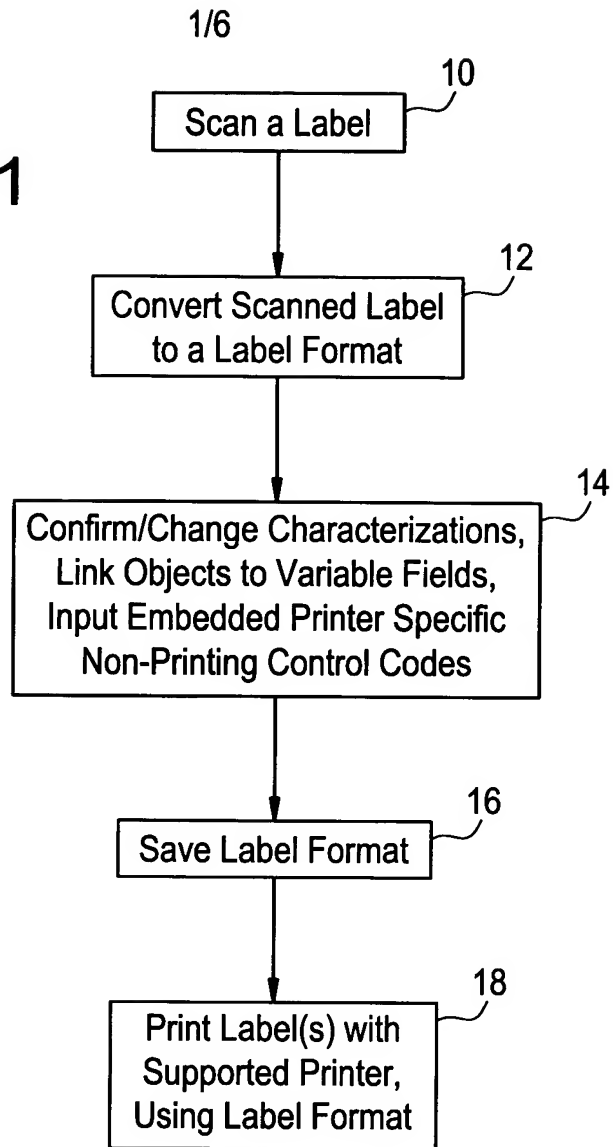 1/6
1
10
Scan a Label
12
Convert Scanned Label
to a Label Format
14
Confirm/Change Characterizations,
Link Objects to Variable Fields,
Input Embedded Printer Specific
Non-Printing Control Codes
16
Save Label Format
18
Print Label(s) with
Supported Printer,
Using Label Format